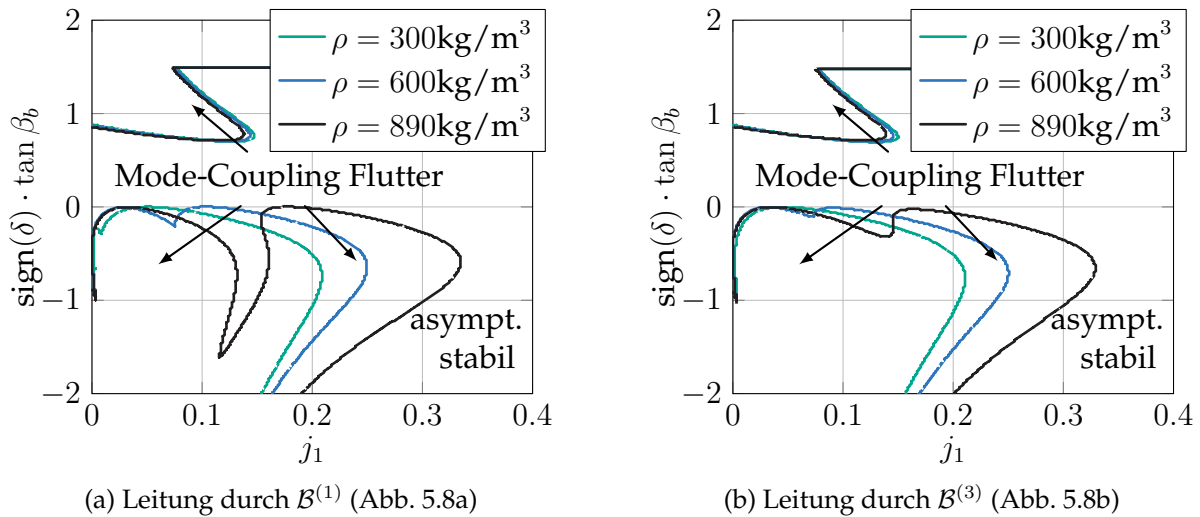 ρ = 300kg/m³
ρ = 600kg/m³
ρ = 890kg/m³
2
1
0
−1
−2
sign(δ) · tan β_b
Mode-Coupling Flutter
asympt.
stabil
0
0.1
0.2
0.3
0.4
j₁
(a) Leitung durch ℬ⁽¹⁾ (Abb. 5.8a)
ρ = 300kg/m³
ρ = 600kg/m³
ρ = 890kg/m³
2
1
0
−1
−2
sign(δ) · tan β_b
Mode-Coupling Flutter
asympt.
stabil
0
0.1
0.2
0.3
0.4
j₁
(b) Leitung durch ℬ⁽³⁾ (Abb. 5.8b)